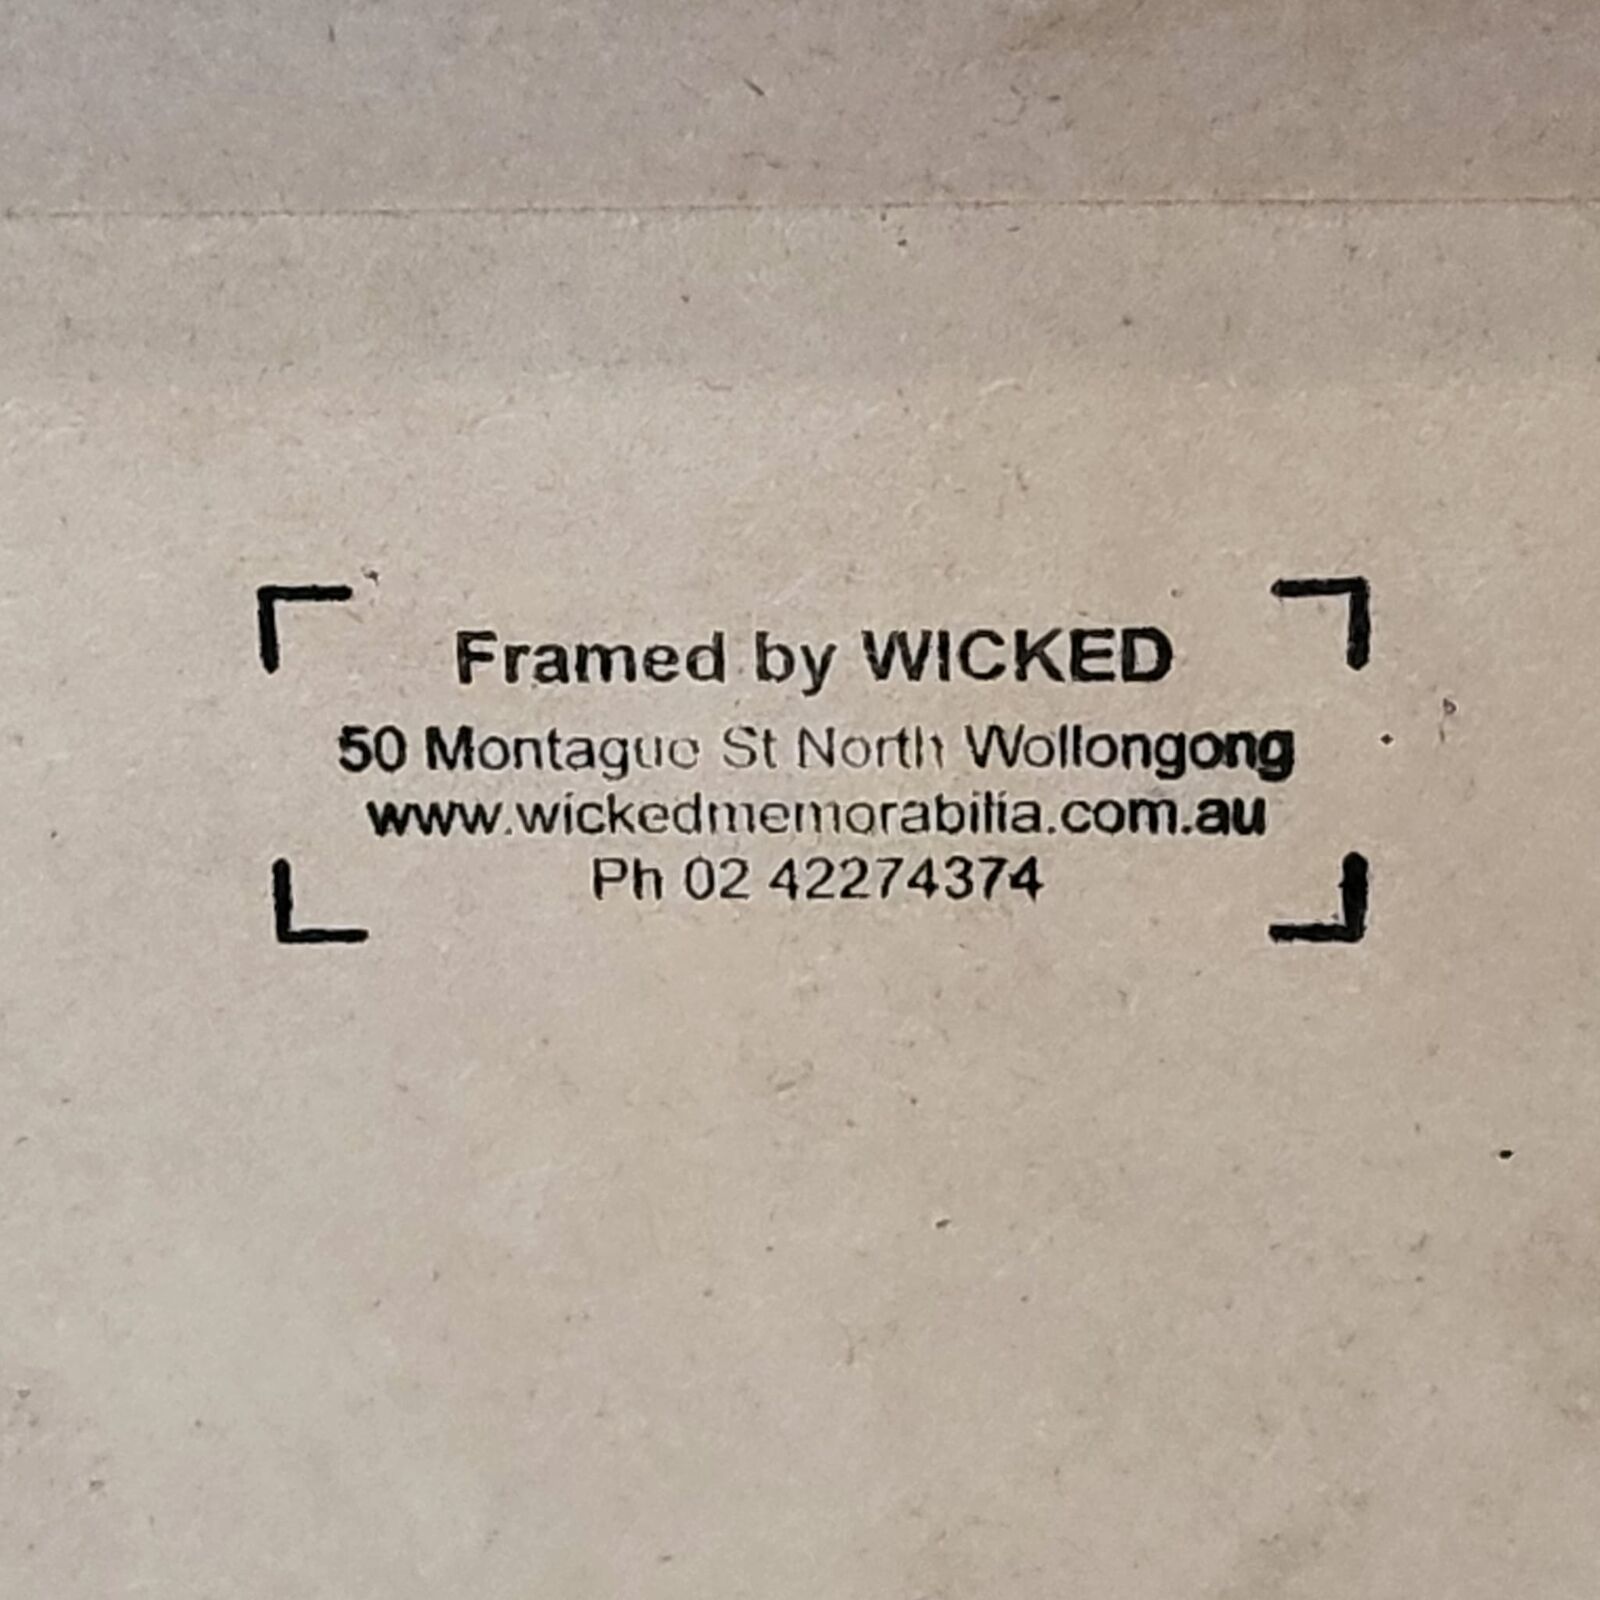 Framed by WICKED
50 Montague St North Wollongong
www.wickedmemorabilia.com.au
Ph 02 42274374